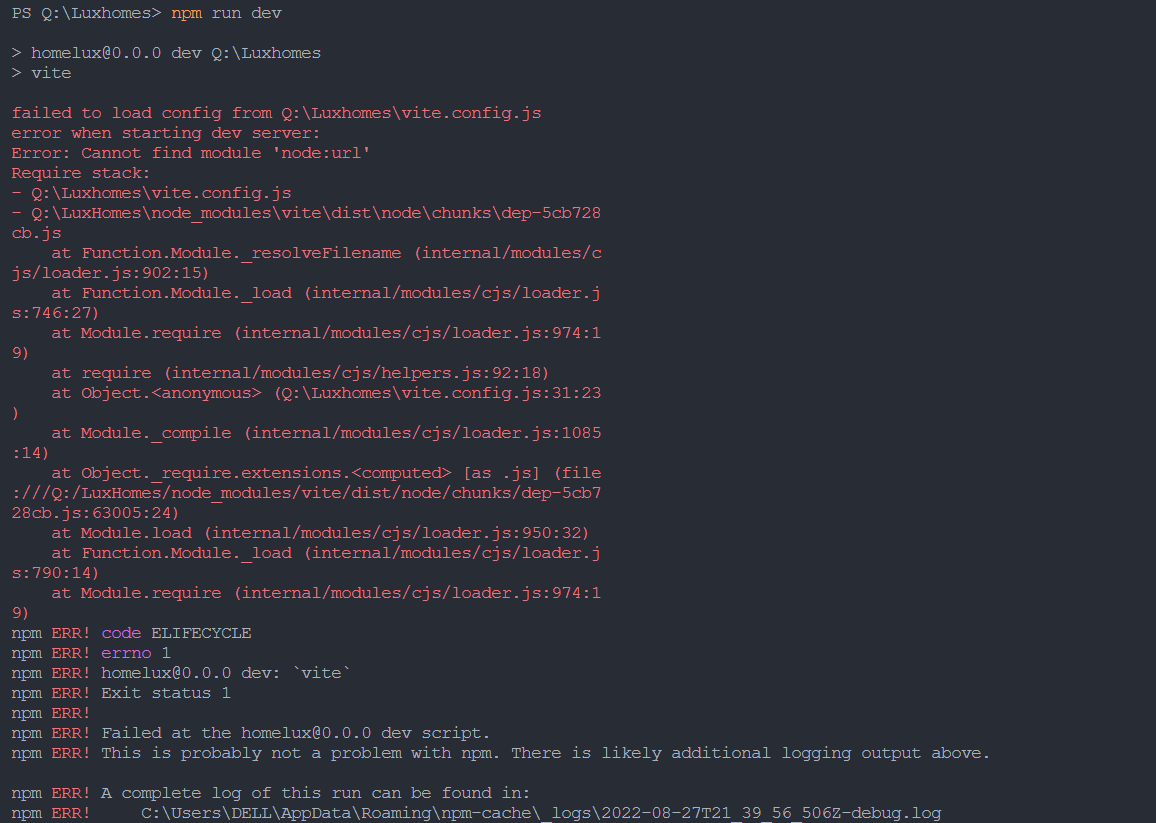 PS Q:\Luxhomes> npm run dev
> homelux@0.0.0 dev Q:\Luxhomes
> vite
failed to load config from Q:\Luxhomes\vite.config.js
error when starting dev server:
Error: Cannot find module 'node:url'
Require stack:
- Q:\Luxhomes\vite.config.js
- Q:\LuxHomes\node_modules\vite\dist\node\chunks\dep-5cb728
cb.js
    at Function.Module._resolveFilename (internal/modules/c
js/loader.js:902:15)
    at Function.Module._load (internal/modules/cjs/loader.j
s:746:27)
    at Module.require (internal/modules/cjs/loader.js:974:1
9)
    at require (internal/modules/cjs/helpers.js:92:18)
    at Object.<anonymous> (Q:\Luxhomes\vite.config.js:31:23
)
    at Module._compile (internal/modules/cjs/loader.js:1085
:14)
    at Object._require.extensions.<computed> [as .js] (file
:///Q:/LuxHomes/node_modules/vite/dist/node/chunks/dep-5cb7
28cb.js:63005:24)
    at Module.load (internal/modules/cjs/loader.js:950:32)
    at Function.Module._load (internal/modules/cjs/loader.j
s:790:14)
    at Module.require (internal/modules/cjs/loader.js:974:1
9)
npm ERR! code ELIFECYCLE
npm ERR! errno 1
npm ERR! homelux@0.0.0 dev: `vite`
npm ERR! Exit status 1
npm ERR!
npm ERR! Failed at the homelux@0.0.0 dev script.
npm ERR! This is probably not a problem with npm. There is likely additional logging output above.
npm ERR! A complete log of this run can be found in:
npm ERR!     C:\Users\DELL\AppData\Roaming\npm-cache\_logs\2022-08-27T21_39_56_506Z-debug.log